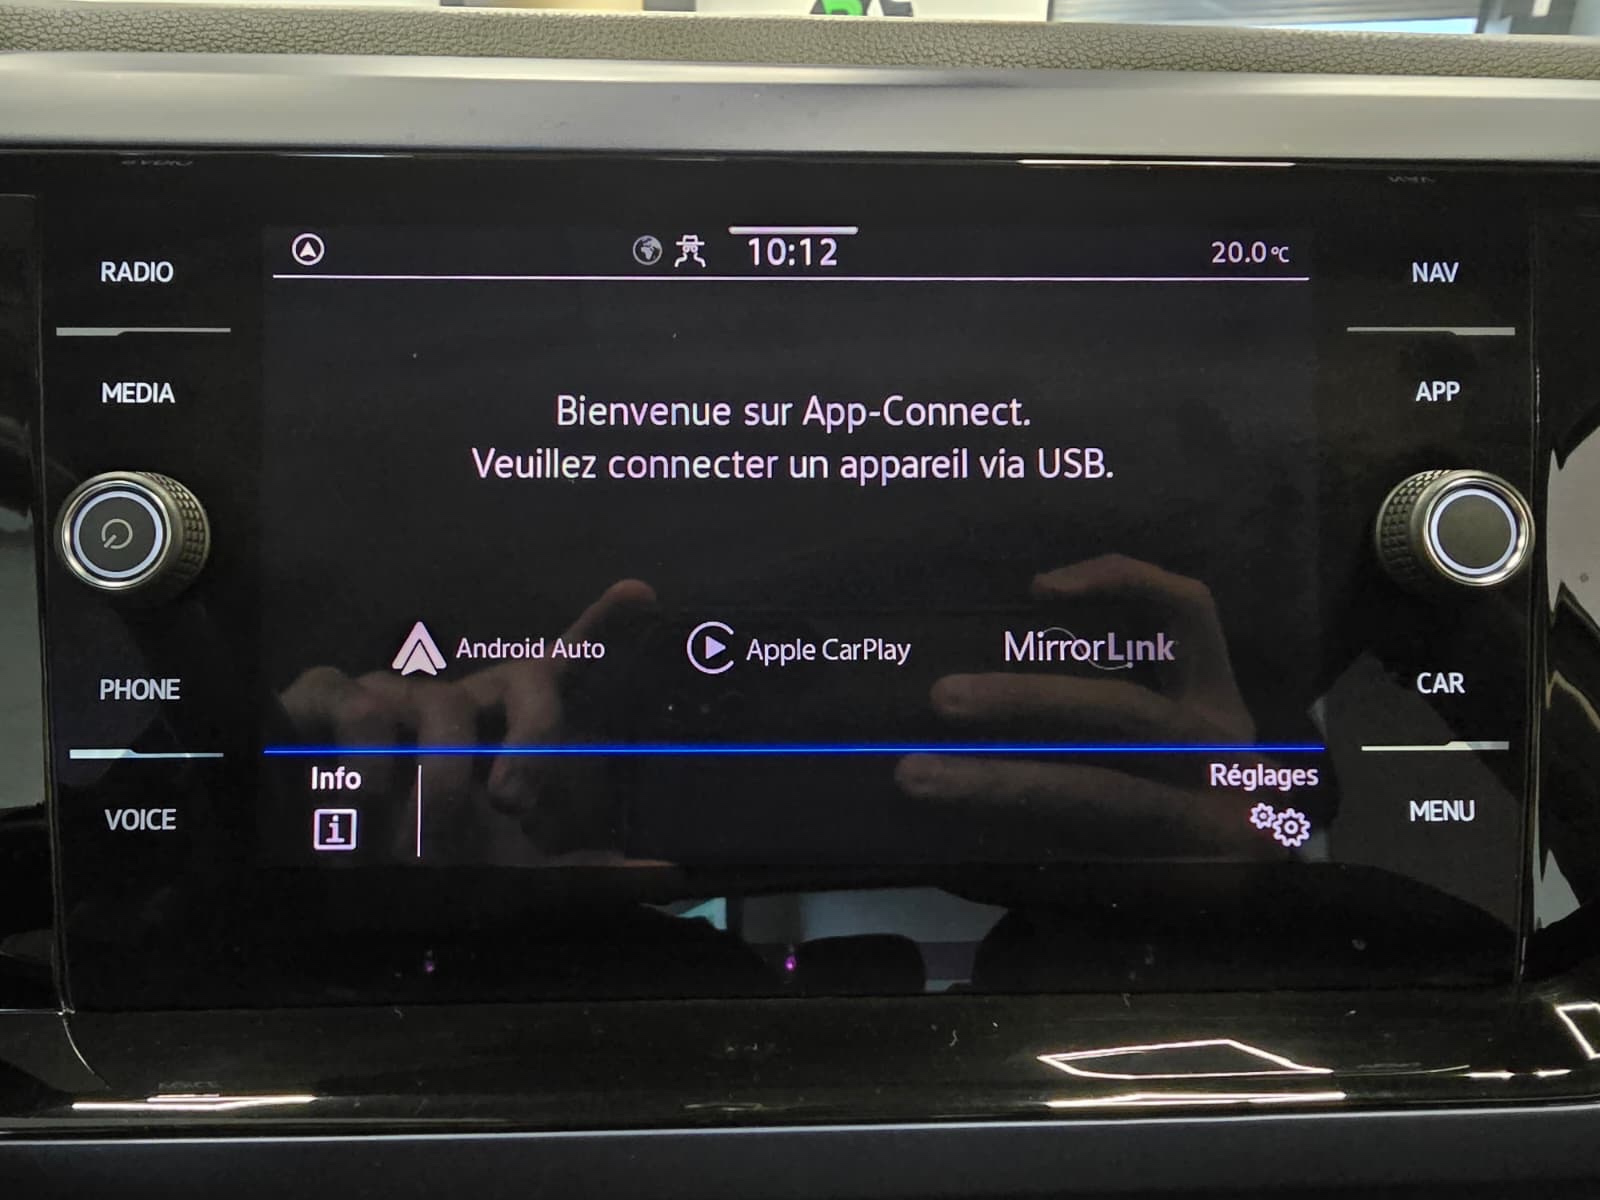 RADIO
MEDIA
PHONE
VOICE
10:12
20.0°C
Bienvenue sur App-Connect.
Veuillez connecter un appareil via USB.
Android Auto
Apple CarPlay
MirrorLink
Info
Réglages
NAV
APP
CAR
MENU